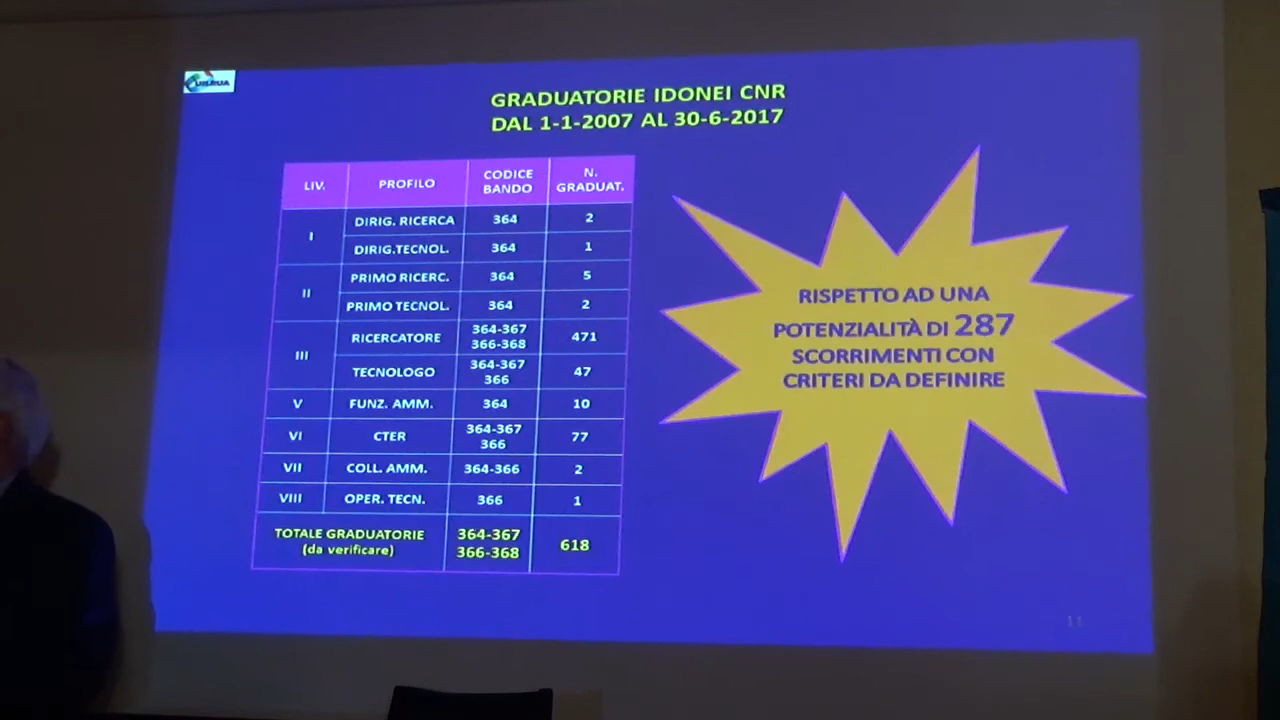 UILRUA
GRADUATORIE IDONEI CNR
DAL 1-1-2007 AL 30-6-2017
LIV. PROFILO CODICE BANDO N. GRADUAT.
I DIRIG. RICERCA 364 2
DIRIG.TECNOL. 364 1
II PRIMO RICERC. 364 5
PRIMO TECNOL. 364 2
III RICERCATORE 364-367 366-368 471
TECNOLOGO 364-367 366 47
V FUNZ. AMM. 364 10
VI CTER 364-367 366 77
VII COLL. AMM. 364-366 2
VIII OPER. TECN. 366 1
TOTALE GRADUATORIE (da verificare) 364-367 366-368 618
RISPETTO AD UNA
POTENZIALITÀ DI 287
SCORRIMENTI CON
CRITERI DA DEFINIRE
11